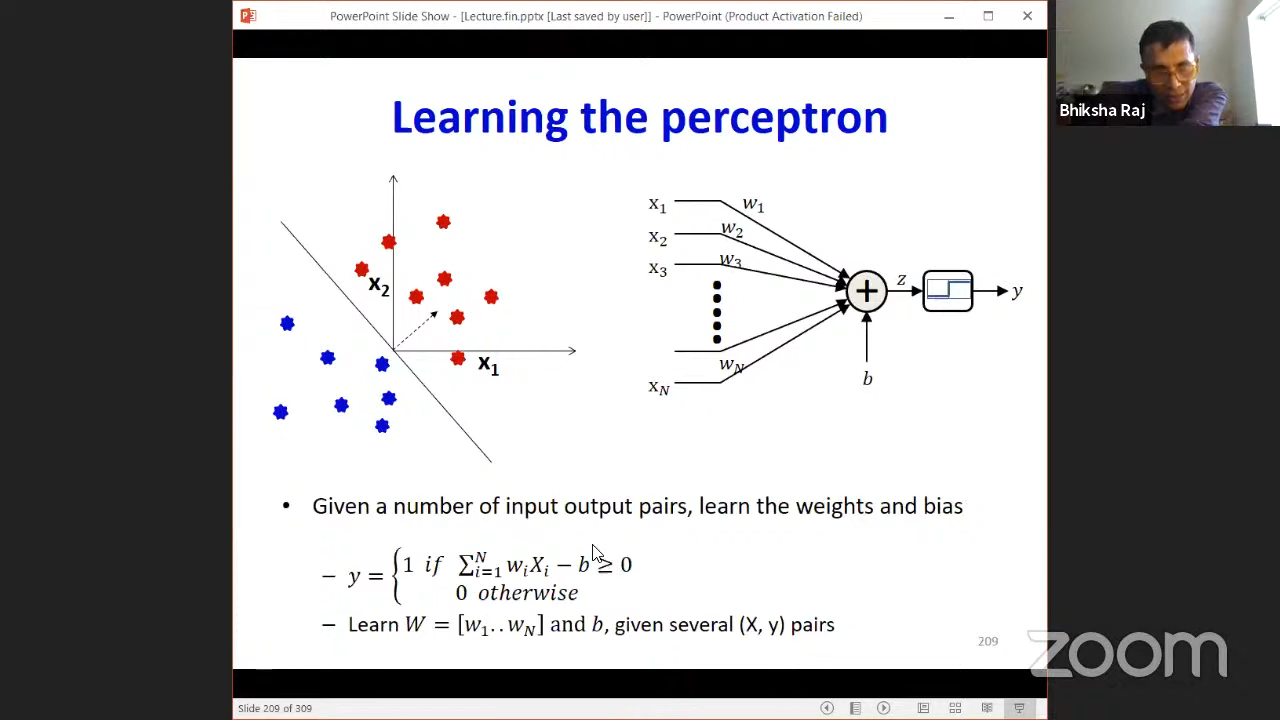 PowerPoint Slide Show - [Lecture.fin.pptx [Last saved by user]] - PowerPoint (Product Activation Failed)
Bhiksha Raj
Learning the perceptron
x₂
x₁
x₁
w₁
x₂
w₂
x₃
w₃
+
z
y
w_N
x_N
b
• Given a number of input output pairs, learn the weights and bias
– y = {1 if ∑ᵢ₌₁ᴺ wᵢXᵢ − b ≥ 0
0 otherwise
– Learn W = [w₁..w_N] and b, given several (X, y) pairs
209
zoom
Slide 209 of 309